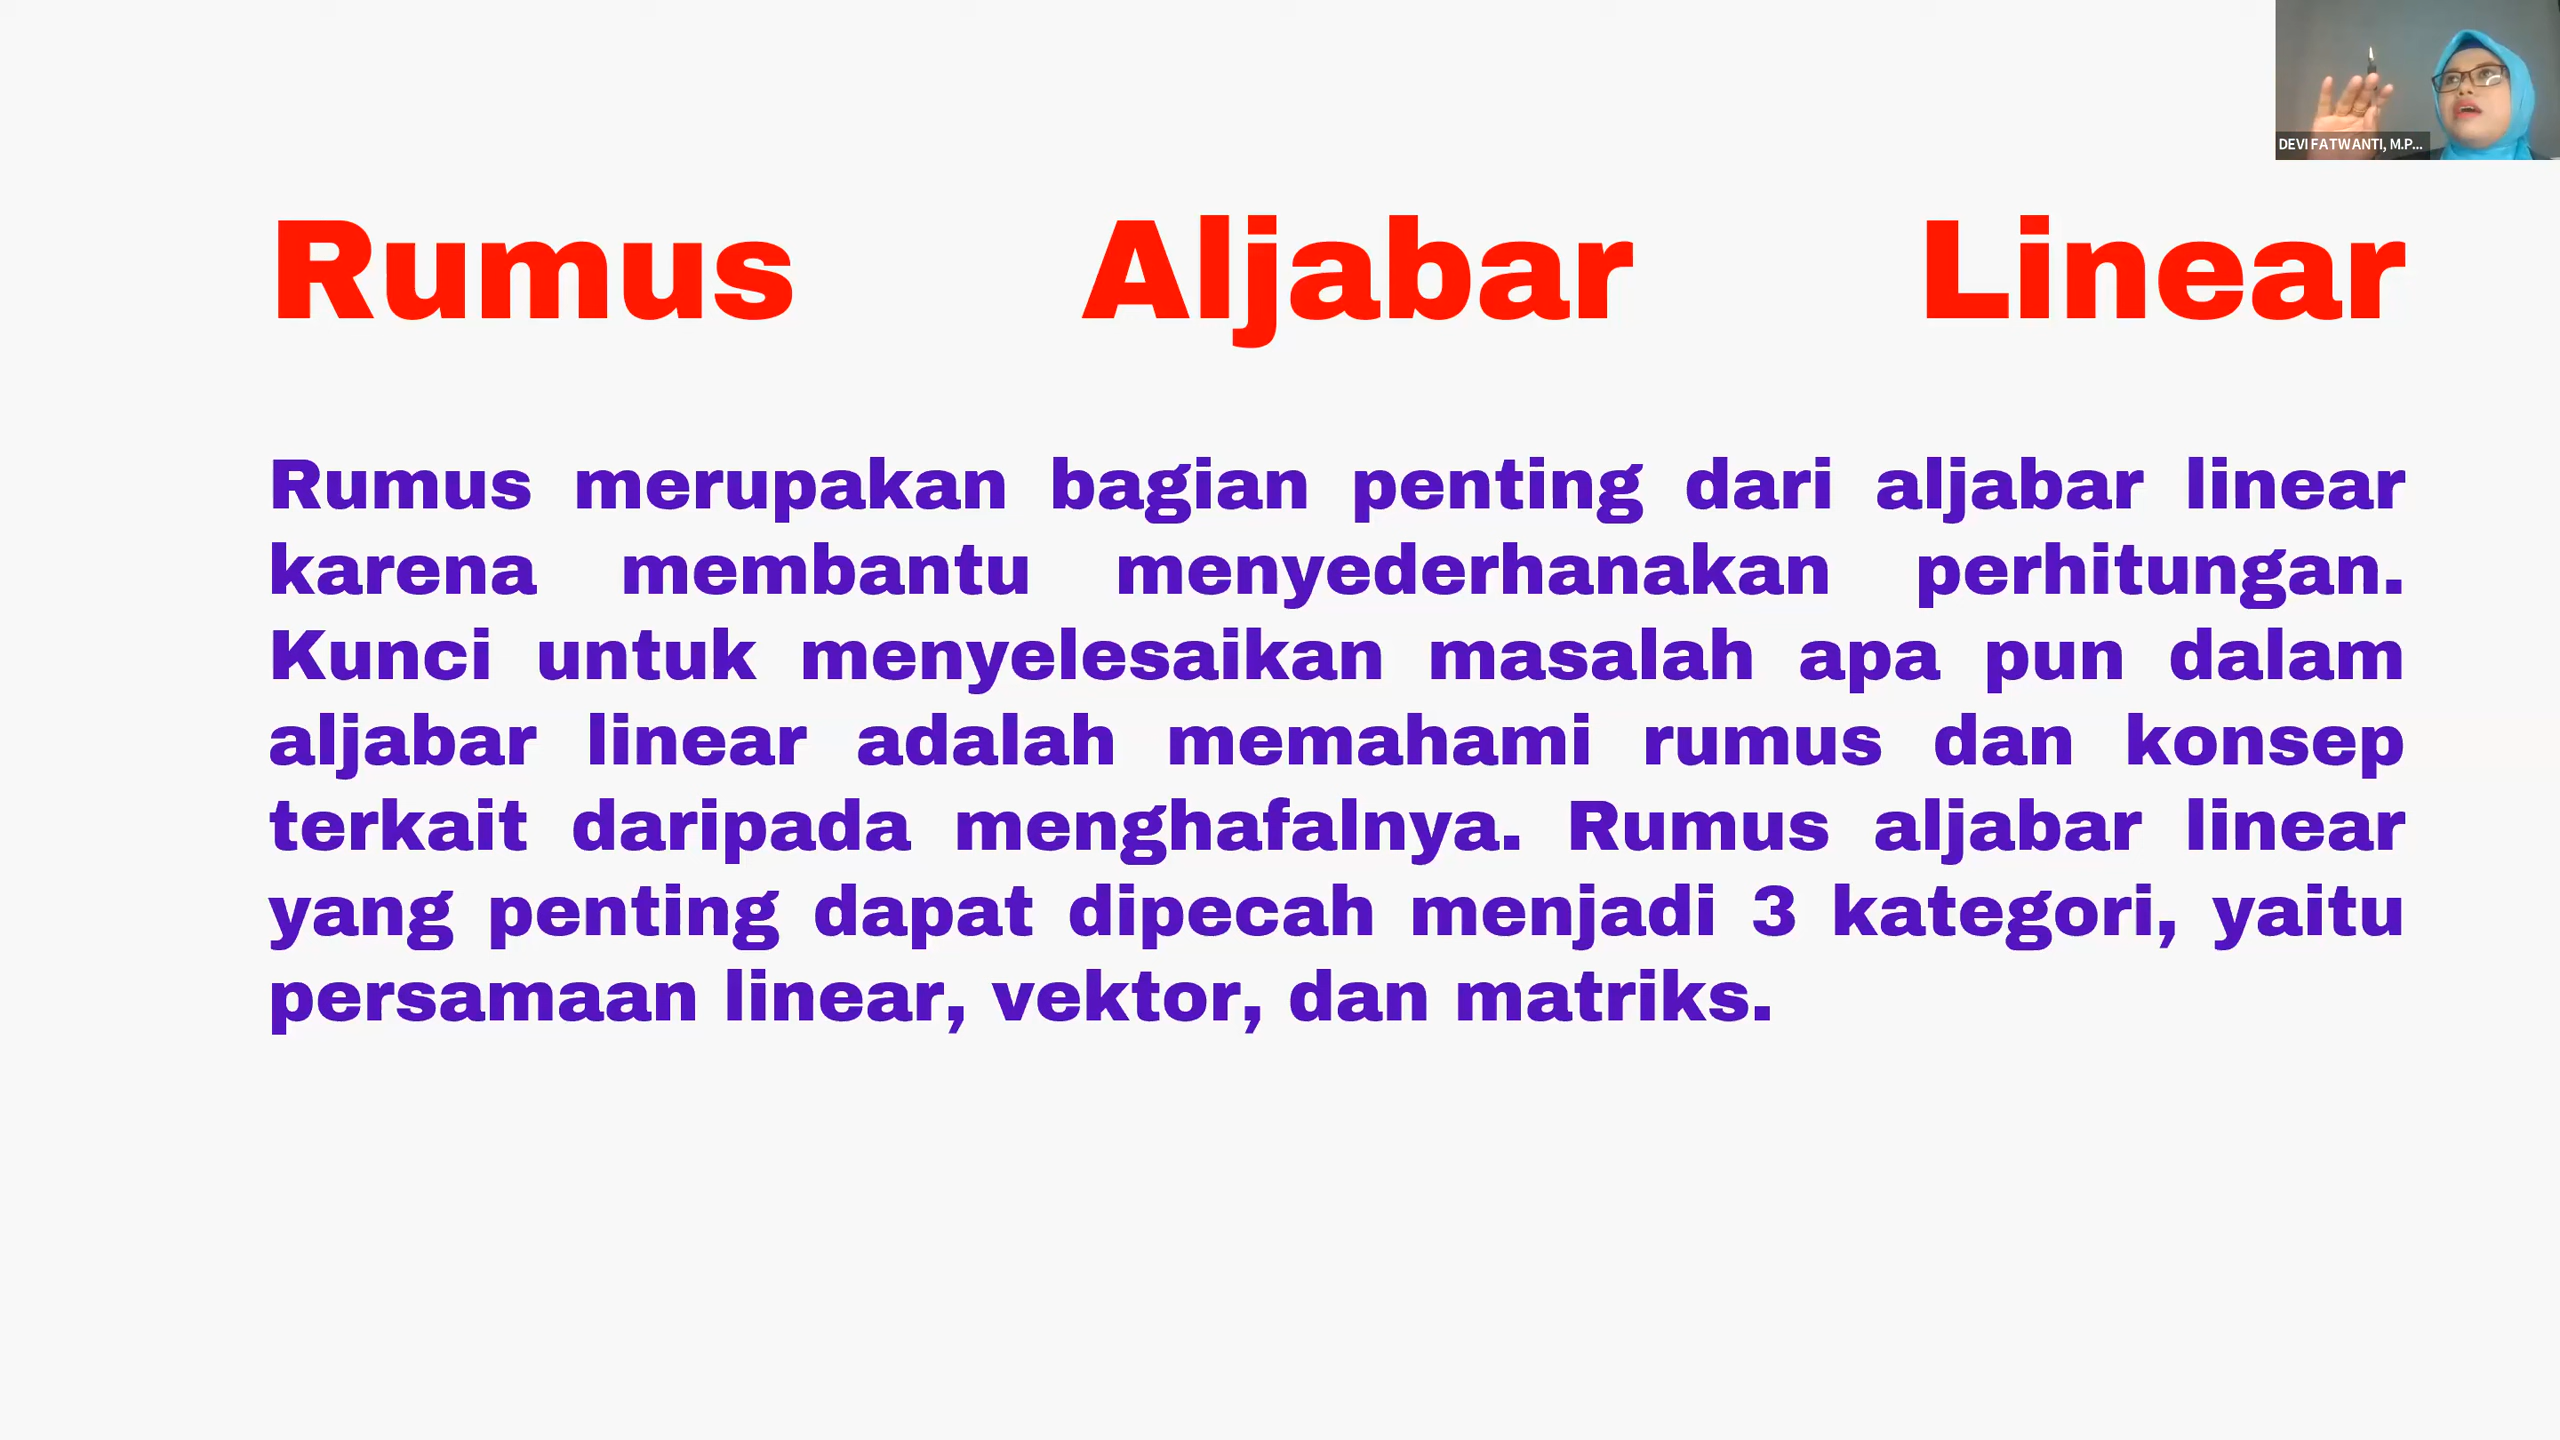 DEVI FATWANTI, M.P...
Rumus Aljabar Linear
Rumus merupakan bagian penting dari aljabar linear
karena membantu menyederhanakan perhitungan.
Kunci untuk menyelesaikan masalah apa pun dalam
aljabar linear adalah memahami rumus dan konsep
terkait daripada menghafalnya. Rumus aljabar linear
yang penting dapat dipecah menjadi 3 kategori, yaitu
persamaan linear, vektor, dan matriks.